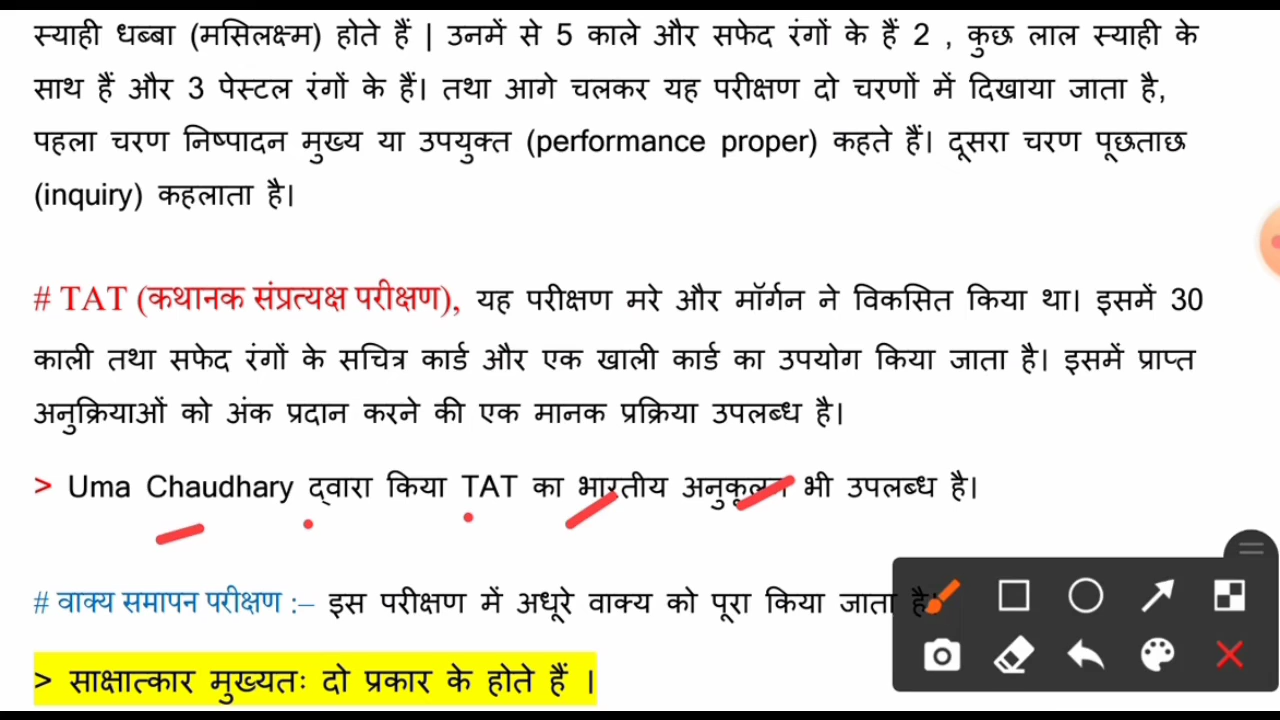 स्याही धब्बा (मसिलक्ष्म) होते हैं | उनमें से 5 काले और सफेद रंगों के हैं 2 , कुछ लाल स्याही के
साथ हैं और 3 पेस्टल रंगों के हैं। तथा आगे चलकर यह परीक्षण दो चरणों में दिखाया जाता है,
पहला चरण निष्पादन मुख्य या उपयुक्त (performance proper) कहते हैं। दूसरा चरण पूछताछ
(inquiry) कहलाता है।
# TAT (कथानक संप्रत्यक्ष परीक्षण), यह परीक्षण मरे और मॉर्गन ने विकसित किया था। इसमें 30
काली तथा सफेद रंगों के सचित्र कार्ड और एक खाली कार्ड का उपयोग किया जाता है। इसमें प्राप्त
अनुक्रियाओं को अंक प्रदान करने की एक मानक प्रक्रिया उपलब्ध है।
> Uma Chaudhary द्वारा किया TAT का भारतीय अनुकूलन भी उपलब्ध है।
# वाक्य समापन परीक्षण :– इस परीक्षण में अधूरे वाक्य को पूरा किया जाता है।
> साक्षात्कार मुख्यतः दो प्रकार के होते हैं ।